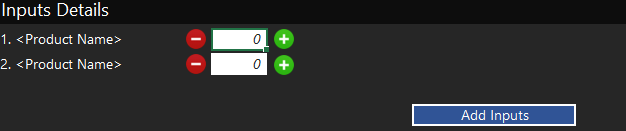 Inputs Details
1. <Product Name> 0
2. <Product Name> 0
Add Inputs